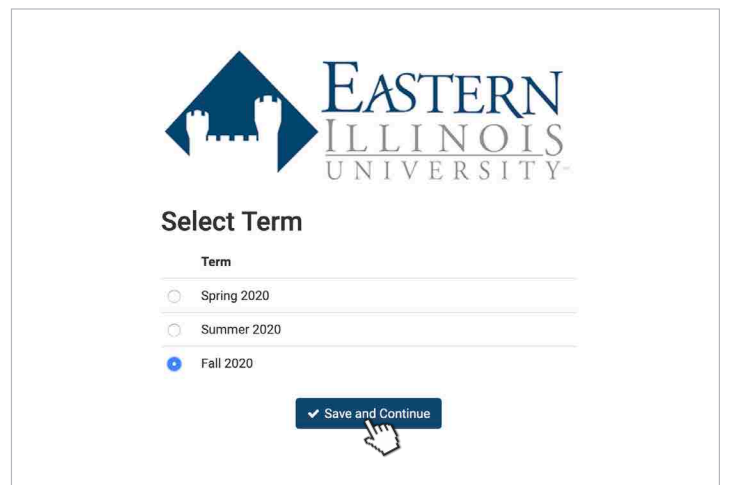 EASTERN
ILLINOIS
UNIVERSITY
Select Term
Term
Spring 2020
Summer 2020
Fall 2020
Save and Continue